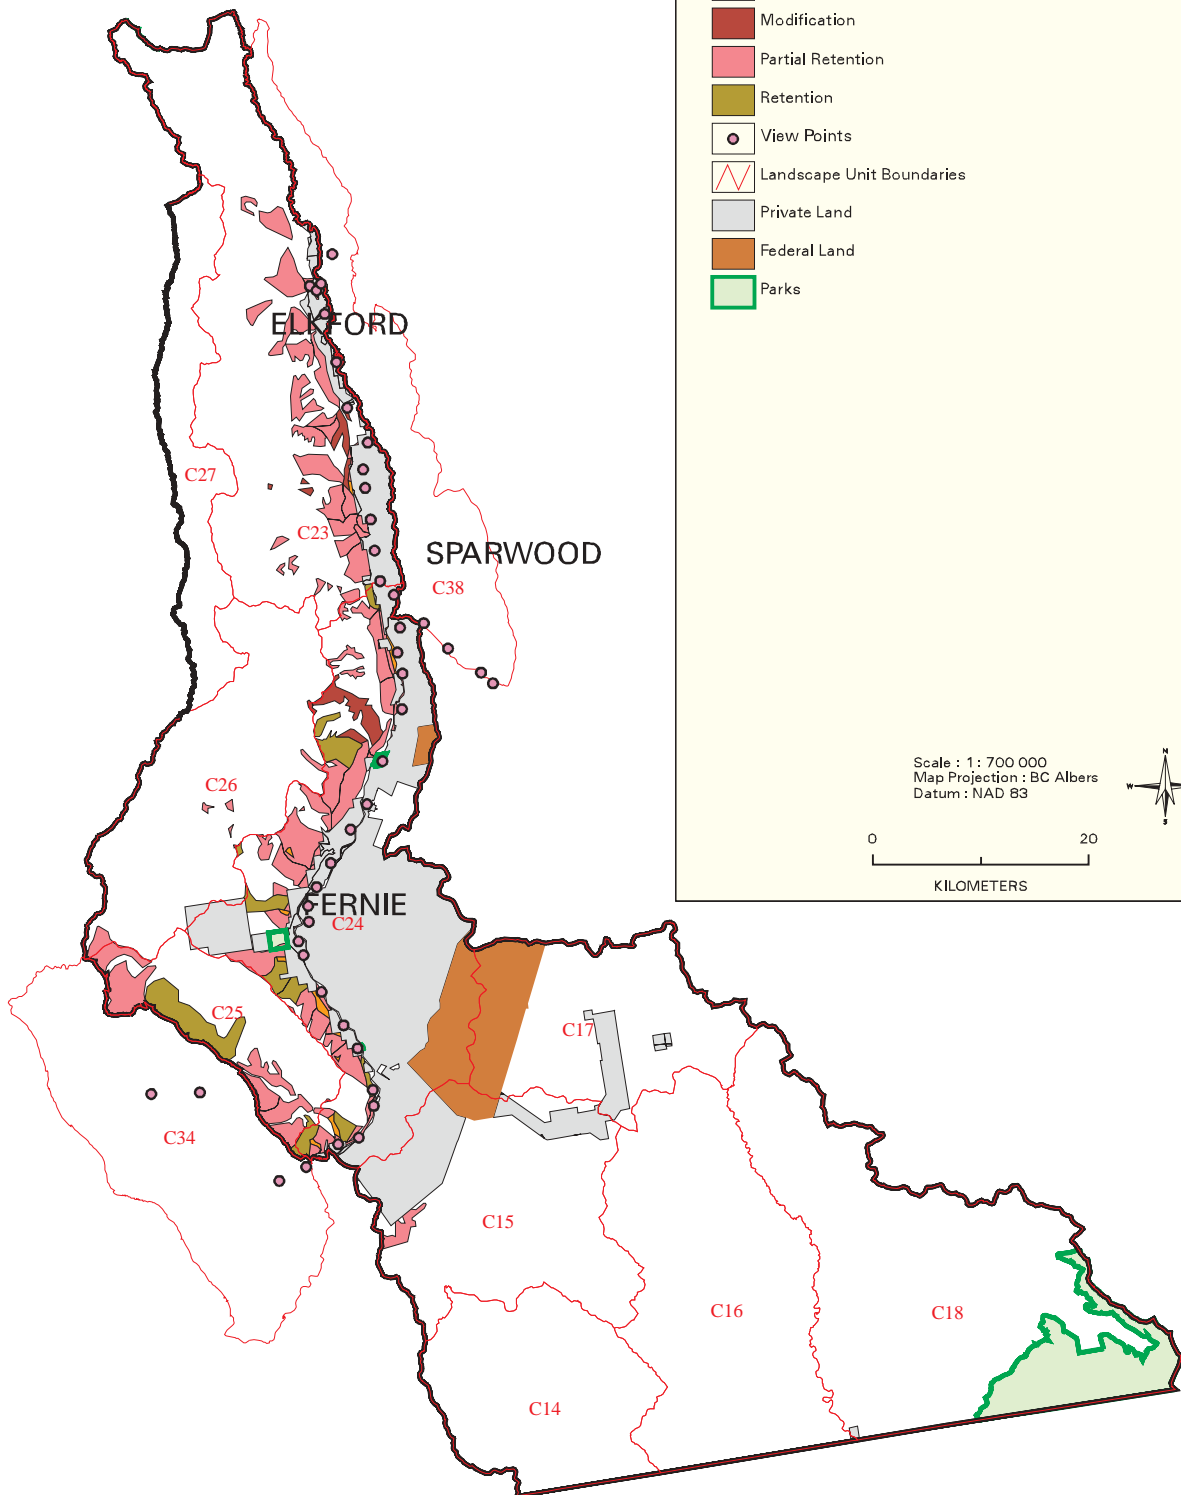 Modification
Partial Retention
Retention
View Points
Landscape Unit Boundaries
Private Land
Federal Land
Parks
ELKFORD
C27
C23
SPARWOOD
C38
C26
Scale : 1 : 700 000
Map Projection : BC Albers
Datum : NAD 83
N
W
S
0 20
KILOMETERS
FERNIE
C24
C25
C17
C34
C15
C16
C18
C14